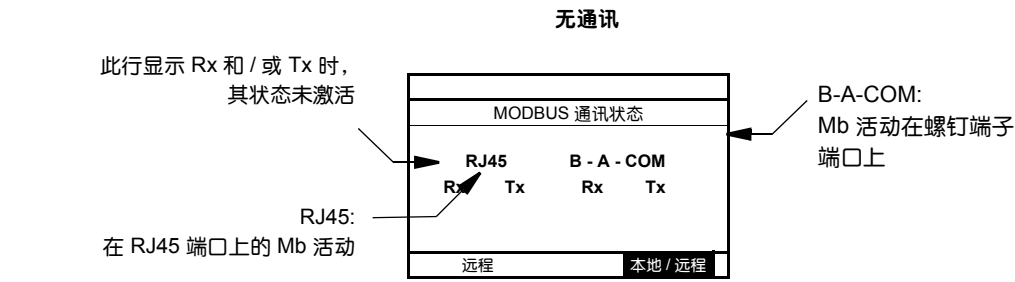 无通讯
此行显示 Rx 和 / 或 Tx 时，
其状态未激活
MODBUS 通讯状态
B-A-COM:
Mb 活动在螺钉端子
端口上
RJ45 B - A - COM
Rx Tx Rx Tx
RJ45:
在 RJ45 端口上的 Mb 活动
远程 本地 / 远程